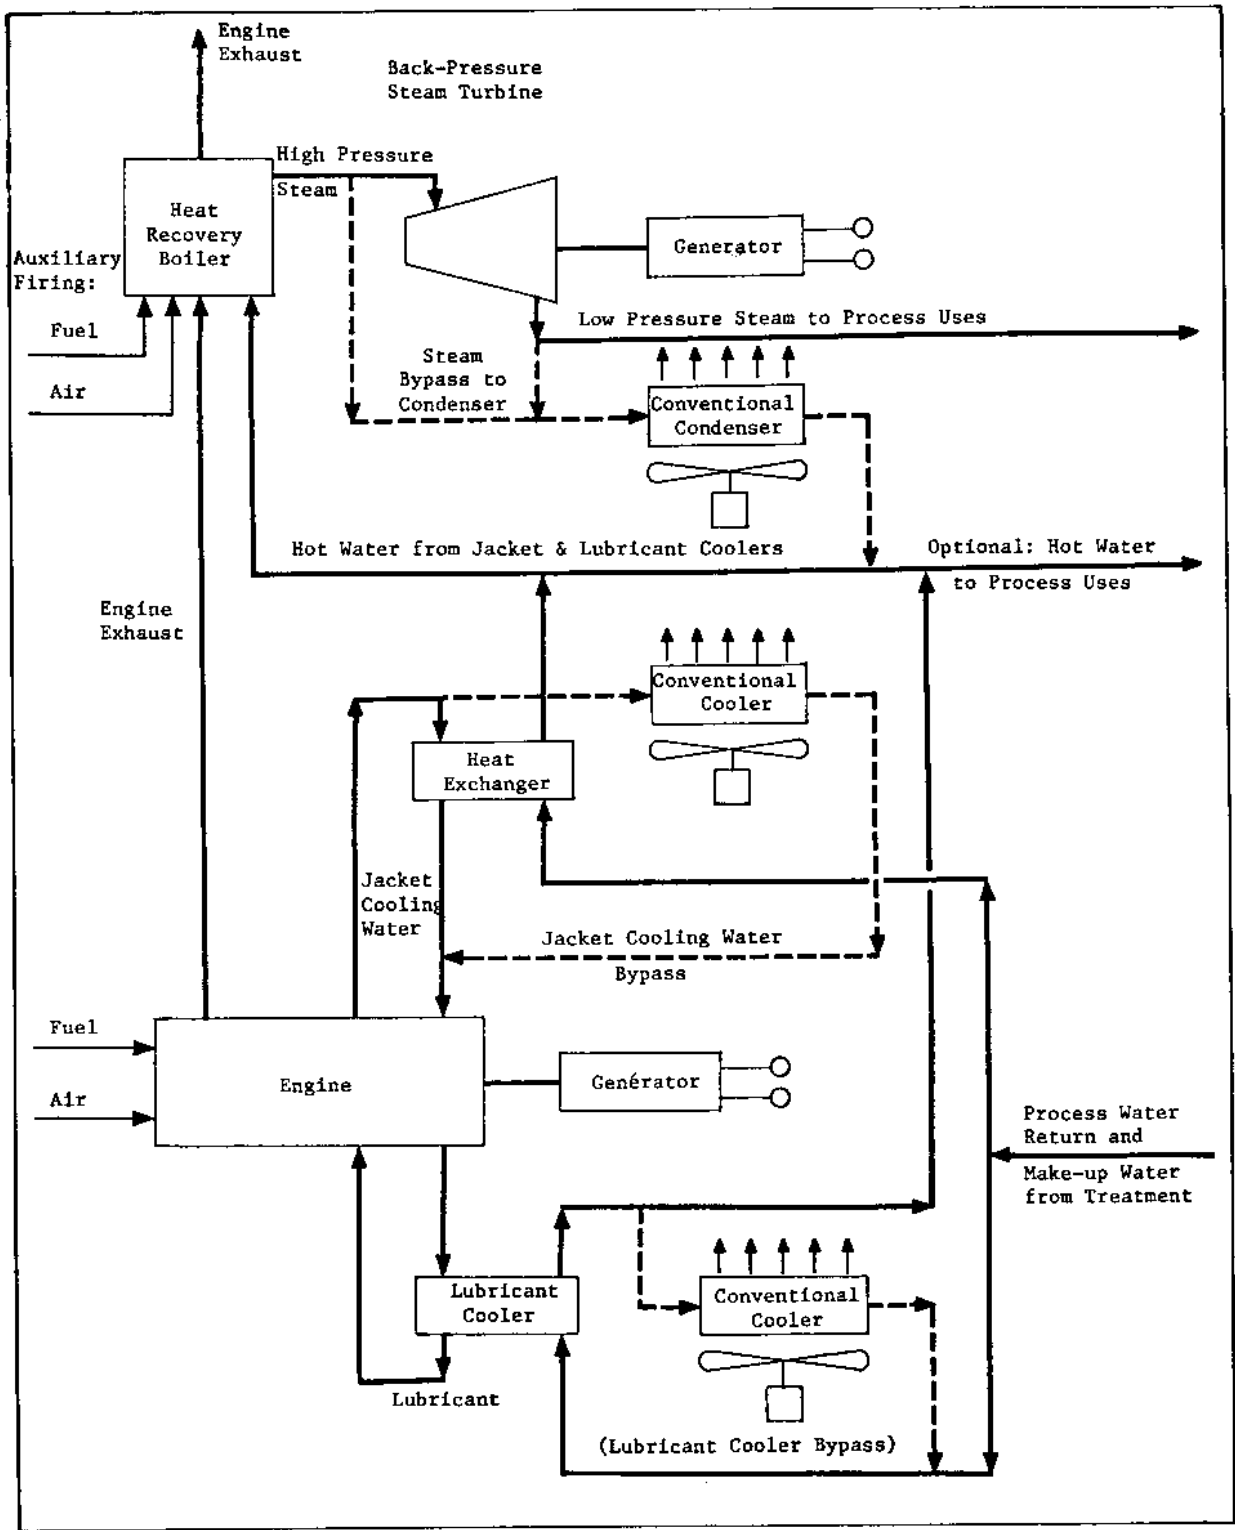 Engine
Exhaust
Back-Pressure
Steam Turbine
High Pressure
Steam
Heat
Recovery
Boiler
Generator
Auxiliary
Firing:
Fuel
Air
Low Pressure Steam to Process Uses
Steam
Bypass to
Condenser
Conventional
Condenser
Hot Water from Jacket & Lubricant Coolers
Optional: Hot Water
to Process Uses
Engine
Exhaust
Conventional
Cooler
Heat
Exchanger
Jacket
Cooling
Water
Jacket Cooling Water
Bypass
Fuel
Air
Engine
Genérator
Process Water
Return and
Make-up Water
from Treatment
Lubricant
Cooler
Conventional
Cooler
Lubricant
(Lubricant Cooler Bypass)